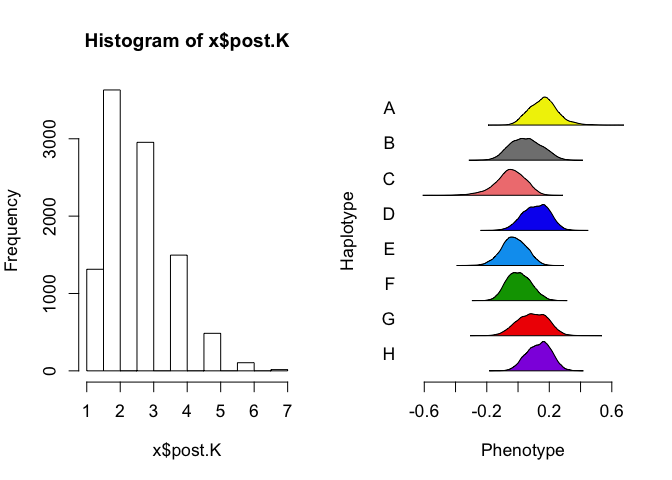 Histogram of x$post.K
Frequency
0
1000
2000
3000
1
2
3
4
5
6
7
x$post.K
Haplotype
A
B
C
D
E
F
G
H
-0.6
-0.2
0.2
0.6
Phenotype